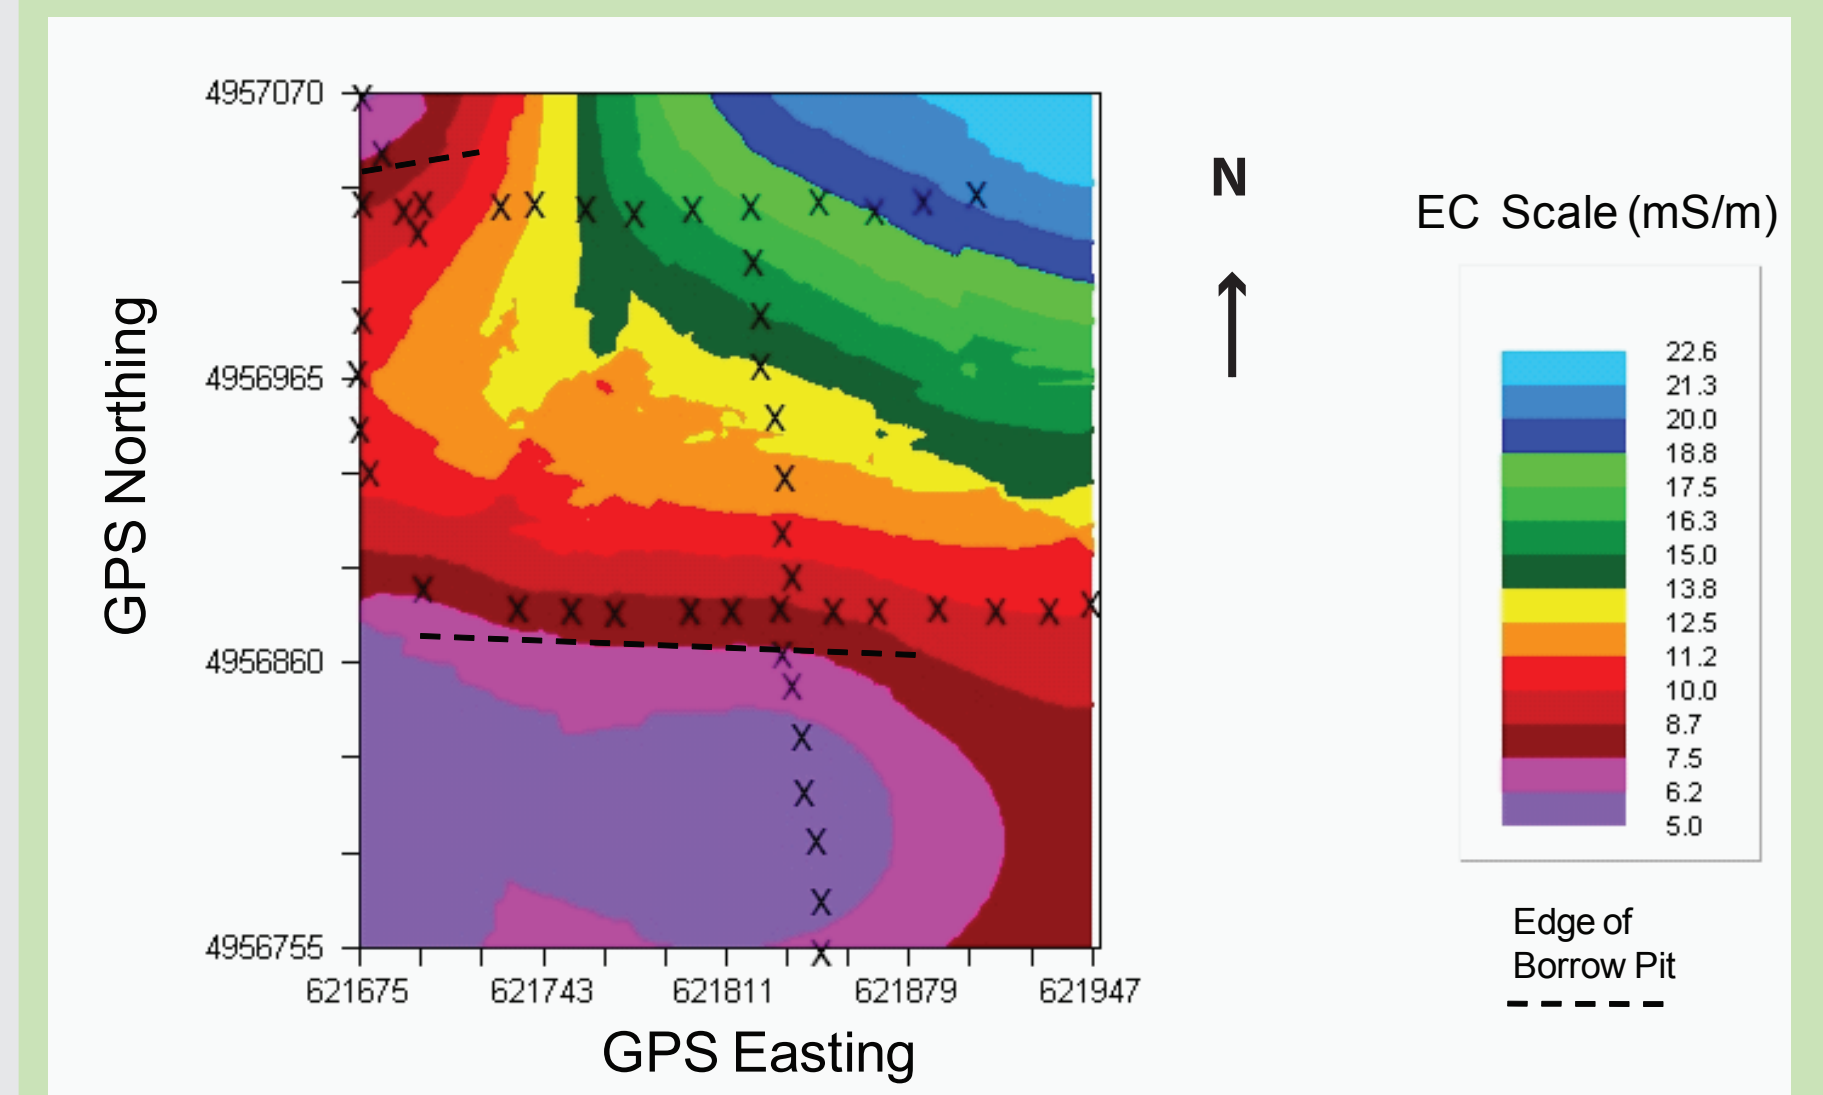 4957070
4956965
4956860
4956755
GPS Northing
621675 621743 621811 621879 621947
GPS Easting
N
EC Scale (mS/m)
22.6
21.3
20.0
18.8
17.5
16.3
15.0
13.8
12.5
11.2
10.0
8.7
7.5
6.2
5.0
Edge of
Borrow Pit